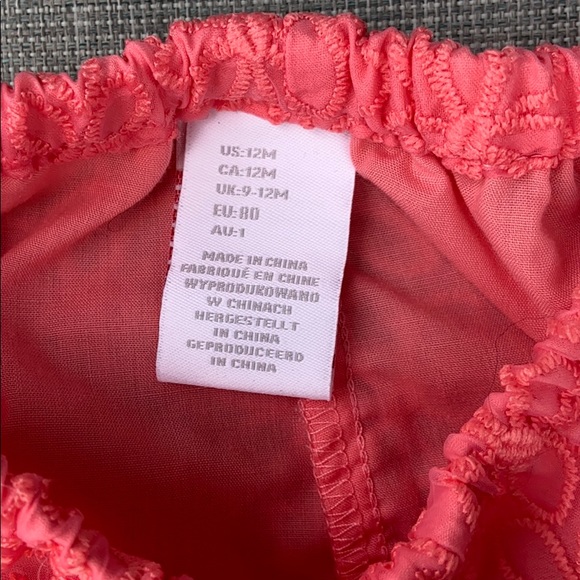 US:12M
CA:12M
UK:9-12M
EU:80
AU:1
MADE IN CHINA
FABRIQUÉ EN CHINE
WYPRODUKOWANO
W CHINACH
HERGESTELLT
IN CHINA
GEPRODUCEERD
IN CHINA